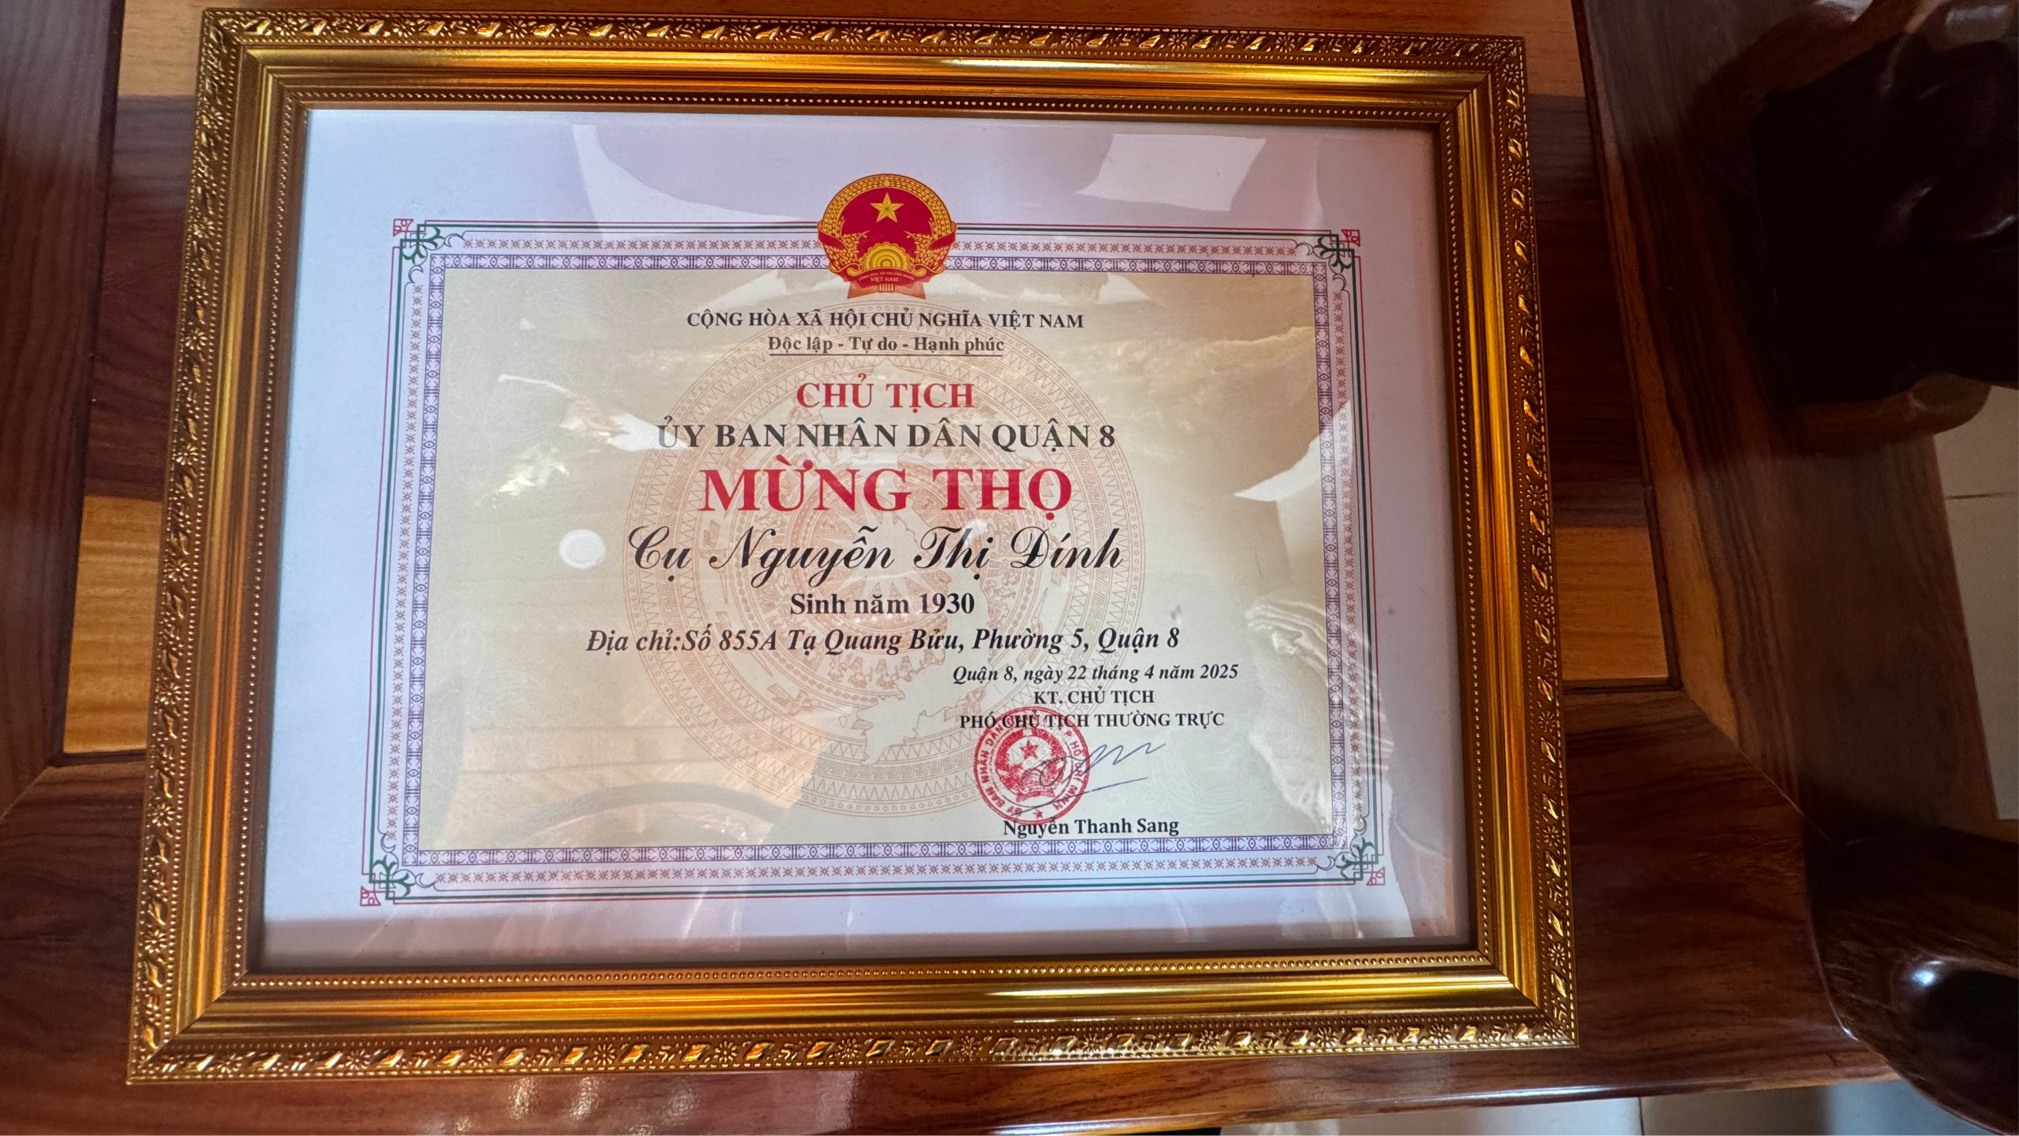 VIỆT NAM
CỘNG HÒA XÃ HỘI CHỦ NGHĨA VIỆT NAM
Độc lập - Tự do - Hạnh phúc
CHỦ TỊCH
ỦY BAN NHÂN DÂN QUẬN 8
MỪNG THỌ
Cụ Nguyễn Thị Dính
Sinh năm 1930
Địa chỉ:Số 855A Tạ Quang Bửu, Phường 5, Quận 8
Quận 8, ngày 22 tháng 4 năm 2025
KT. CHỦ TỊCH
PHÓ CHỦ TỊCH THƯỜNG TRỰC
Nguyễn Thanh Sang